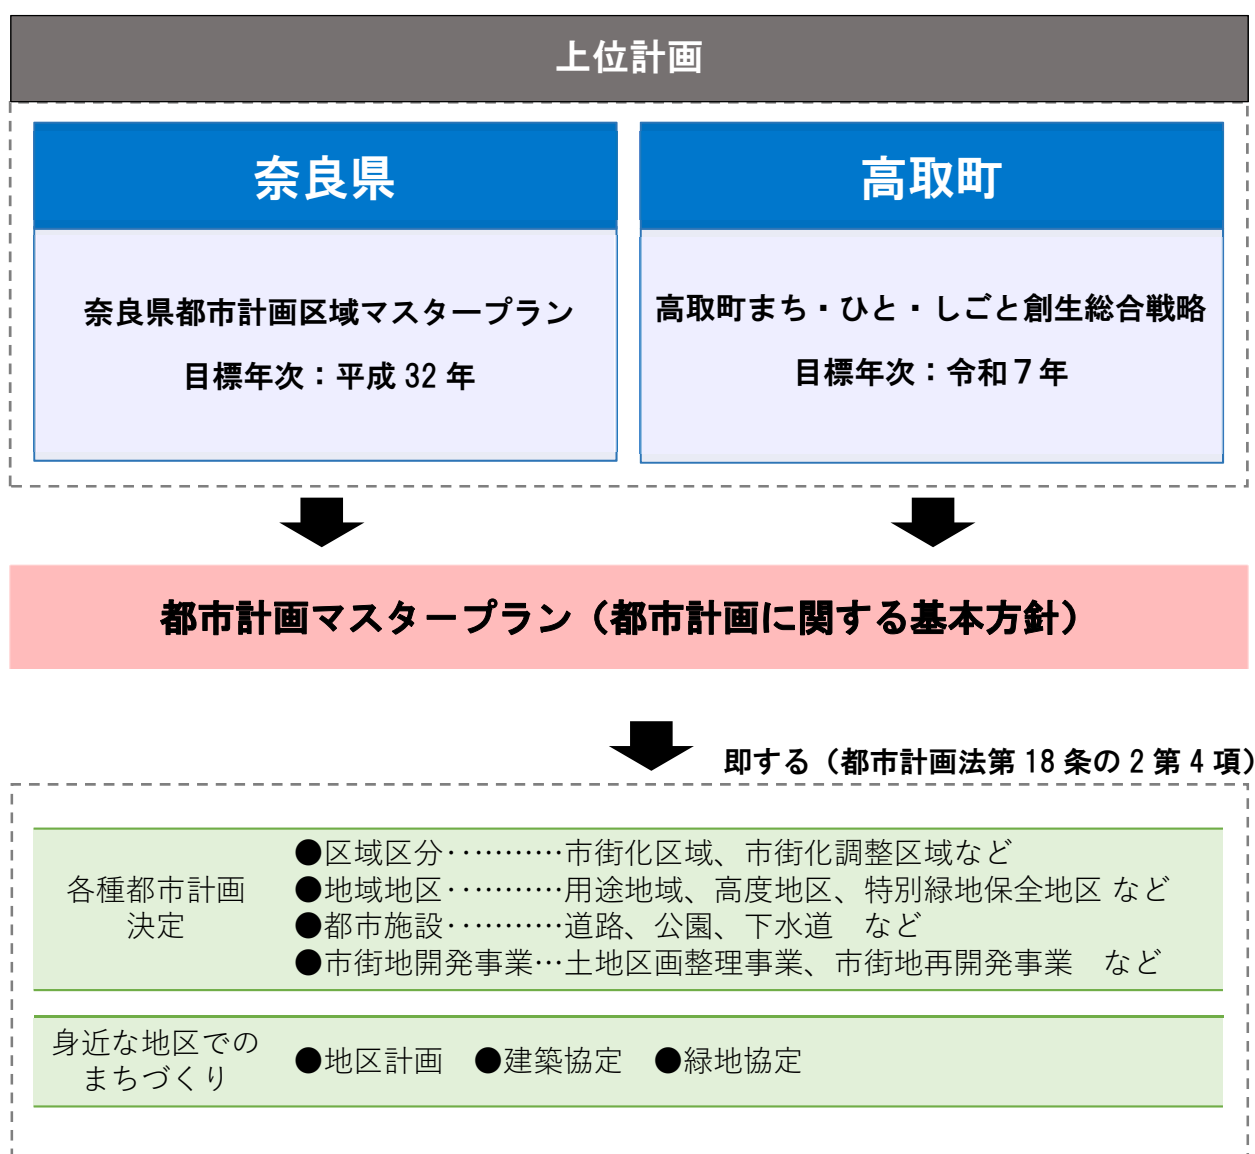 上位計画
奈良県
奈良県都市計画区域マスタープラン
目標年次：平成 32 年
高取町
高取町まち・ひと・しごと創生総合戦略
目標年次：令和７年
都市計画マスタープラン（都市計画に関する基本方針）
即する（都市計画法第 18 条の 2 第 4 項）
各種都市計画
決定
●区域区分‥‥‥‥市街化区域、市街化調整区域など
●地域地区‥‥‥‥用途地域、高度地区、特別緑地保全地区 など
●都市施設‥‥‥‥道路、公園、下水道　など
●市街地開発事業…土地区画整理事業、市街地再開発事業　など
身近な地区での
まちづくり
●地区計画　●建築協定　●緑地協定